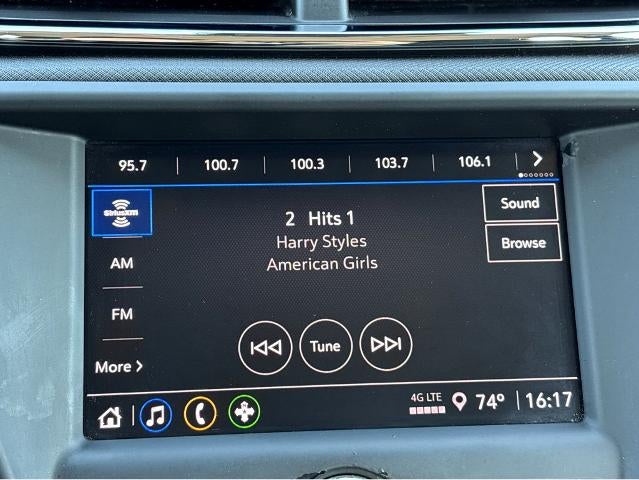 95.7 | 100.7 | 100.3 | 103.7 | 106.1
SiriusXM
2 Hits 1
Harry Styles
American Girls
Sound
Browse
AM
FM
More >
Tune
4G LTE
74° | 16:17